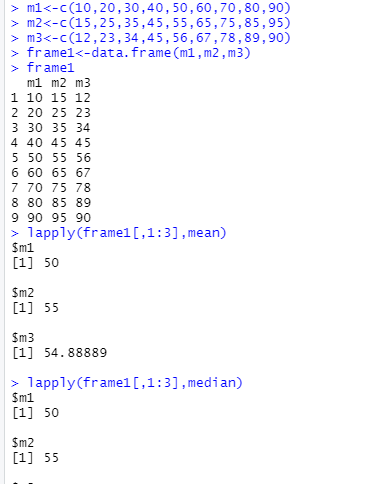 > m1<-c(10,20,30,40,50,60,70,80,90)
> m2<-c(15,25,35,45,55,65,75,85,95)
> m3<-c(12,23,34,45,56,67,78,89,90)
> frame1<-data.frame(m1,m2,m3)
> frame1
  m1 m2 m3
1 10 15 12
2 20 25 23
3 30 35 34
4 40 45 45
5 50 55 56
6 60 65 67
7 70 75 78
8 80 85 89
9 90 95 90
> lapply(frame1[,1:3],mean)
$m1
[1] 50
$m2
[1] 55
$m3
[1] 54.88889
> lapply(frame1[,1:3],median)
$m1
[1] 50
$m2
[1] 55